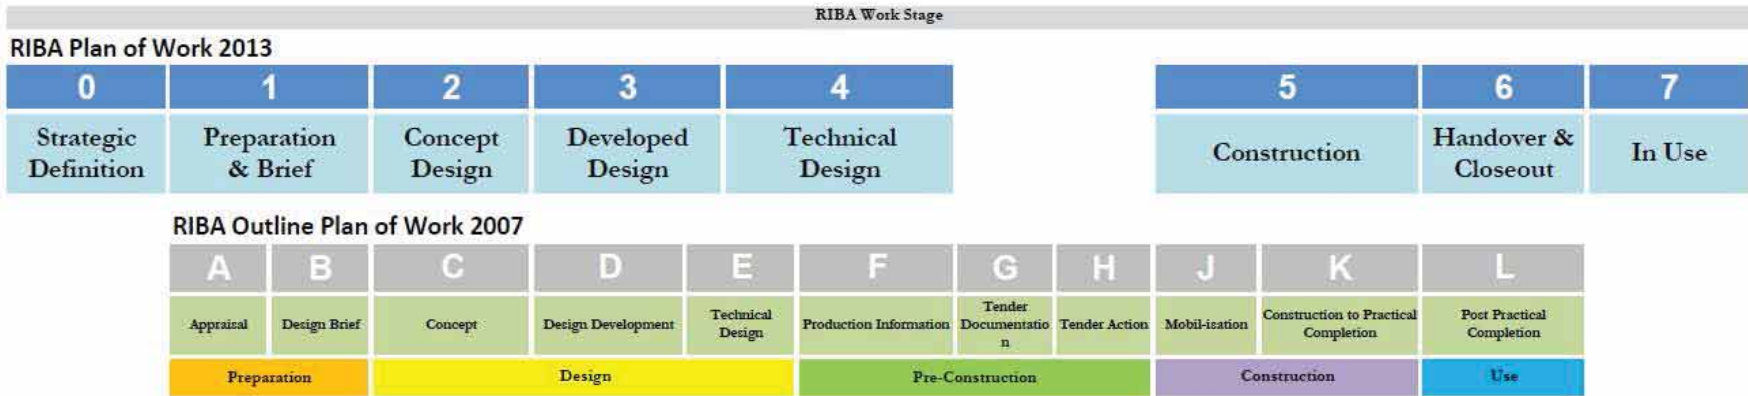 RIBA Work Stage
RIBA Plan of Work 2013
0 1 2 3 4 5 6 7
Strategic Definition
Preparation & Brief
Concept Design
Developed Design
Technical Design
Construction
Handover & Closeout
In Use
RIBA Outline Plan of Work 2007
A B C D E F G H J K L
Appraisal
Design Brief
Concept
Design Development
Technical Design
Production Information
Tender Documentatio n
Tender Action
Mobil-isation
Construction to Practical Completion
Post Practical Completion
Preparation
Design
Pre-Construction
Construction
Use